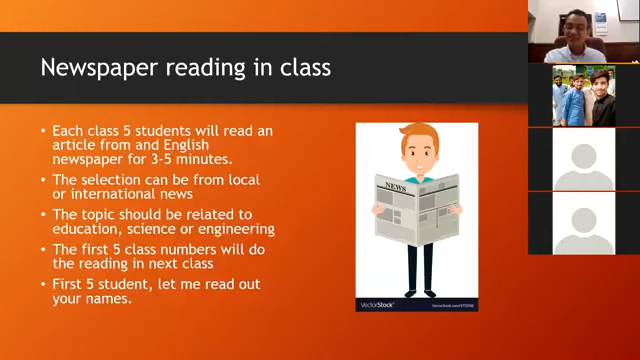 Newspaper reading in class
• Each class 5 students will read an
article from and English
newspaper for 3-5 minutes.
• The selection can be from local
or international news
• The topic should be related to
education, science or engineering
• The first 5 class numbers will do
the reading in next class
• First 5 student, let me read out
your names.
NEWS
VectorStock